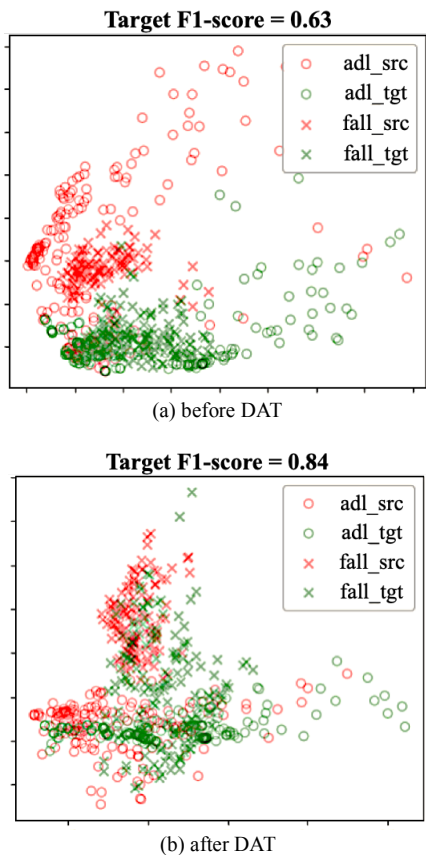 Target F1-score = 0.63
adl_src
adl_tgt
fall_src
fall_tgt
(a) before DAT
Target F1-score = 0.84
adl_src
adl_tgt
fall_src
fall_tgt
(b) after DAT